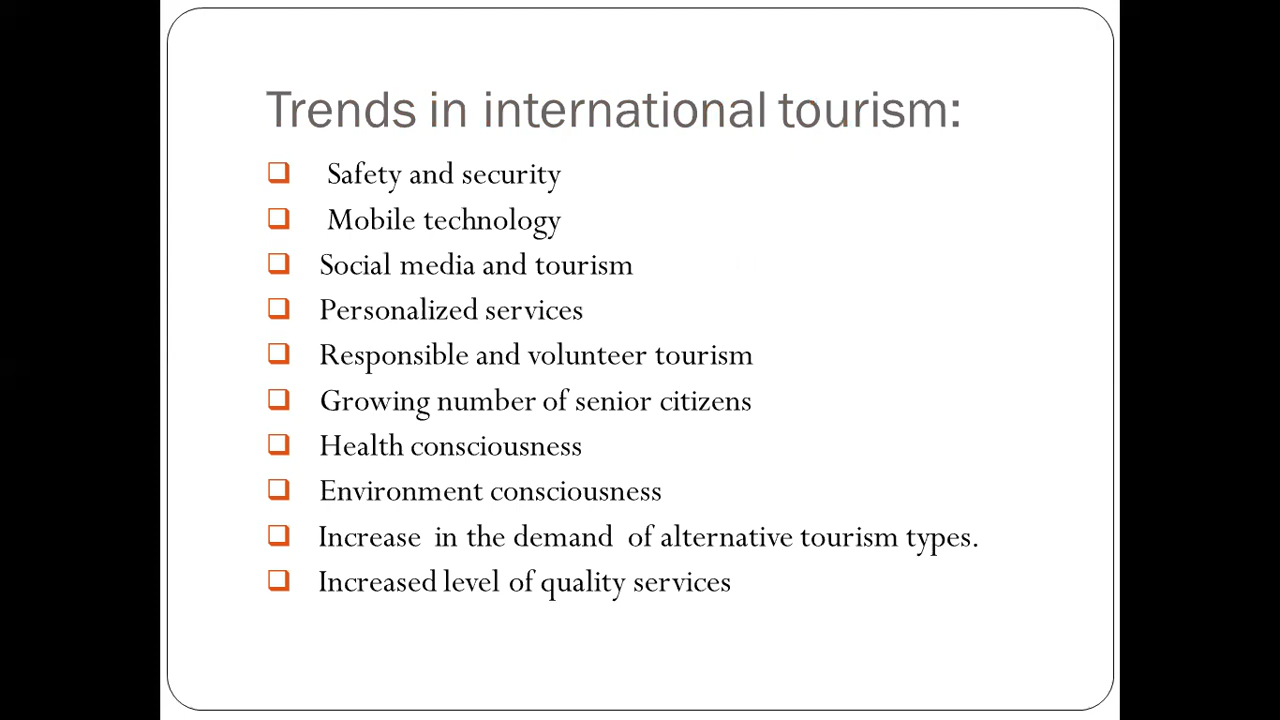 Trends in international tourism:
Safety and security
Mobile technology
Social media and tourism
Personalized services
Responsible and volunteer tourism
Growing number of senior citizens
Health consciousness
Environment consciousness
Increase in the demand of alternative tourism types.
Increased level of quality services